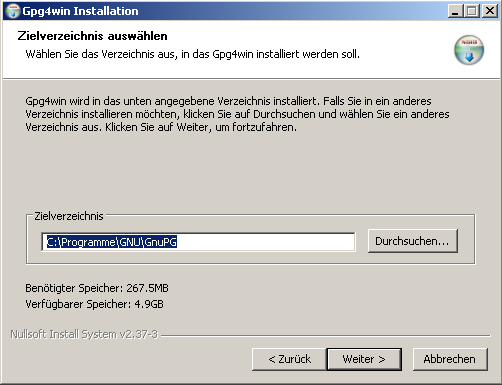 Gpg4win Installation
Zielverzeichnis auswählen
Wählen Sie das Verzeichnis aus, in das Gpg4win installiert werden soll.
Gpg4win wird in das unten angegebene Verzeichnis installiert. Falls Sie in ein anderes
Verzeichnis installieren möchten, klicken Sie auf Durchsuchen und wählen Sie ein anderes
Verzeichnis aus. Klicken Sie auf Weiter, um fortzufahren.
Zielverzeichnis
C:\Programme\GNU\GnuPG
Durchsuchen...
Benötigter Speicher: 267.5MB
Verfügbarer Speicher: 4.9GB
Nullsoft Install System v2.37-3
< Zurück
Weiter >
Abbrechen